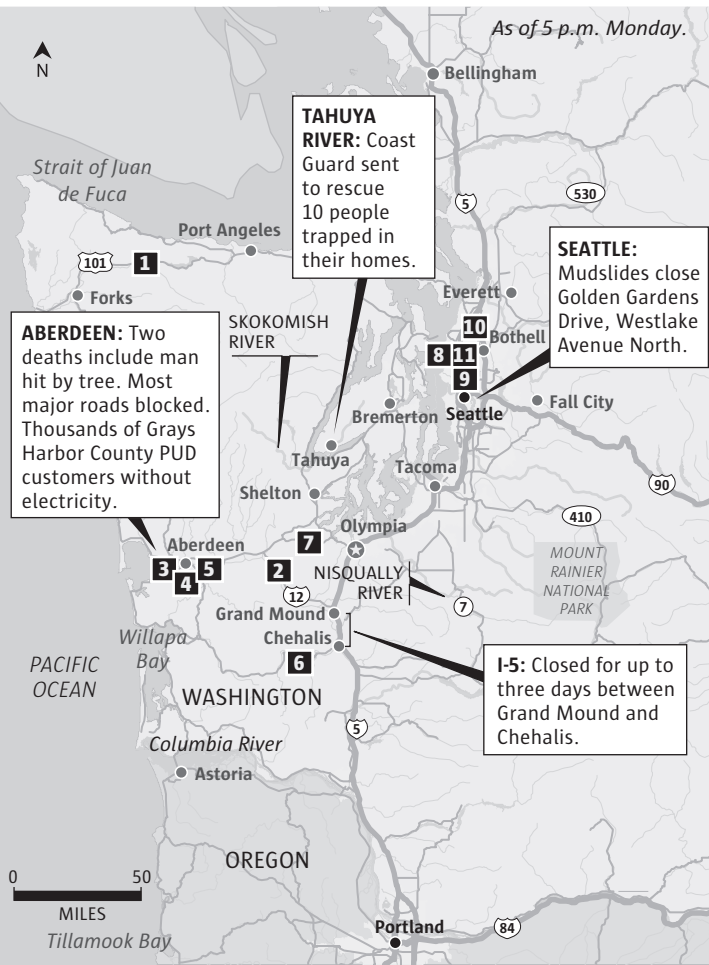 As of 5 p.m. Monday.
N
Bellingham
TAHUYA
RIVER: Coast
Guard sent
to rescue
10 people
trapped in
their homes.
Strait of Juan
de Fuca
530
5
Port Angeles
101
1
Forks
SEATTLE:
Mudslides close
Golden Gardens
Drive, Westlake
Avenue North.
Everett
10
Bothell
8
11
9
Seattle
Fall City
SKOKOMISH
RIVER
ABERDEEN: Two
deaths include man
hit by tree. Most
major roads blocked.
Thousands of Grays
Harbor County PUD
customers without
electricity.
Bremerton
Tahuya
Tacoma
Shelton
90
410
Olympia
7
Aberdeen
3
4
5
2
12
NISQUALLY
RIVER
7
MOUNT
RAINIER
NATIONAL
PARK
Grand Mound
Chehalis
Willapa
Bay
6
PACIFIC
OCEAN
WASHINGTON
I-5: Closed for up to
three days between
Grand Mound and
Chehalis.
5
Columbia River
Astoria
OREGON
0
50
MILES
Tillamook Bay
Portland
84